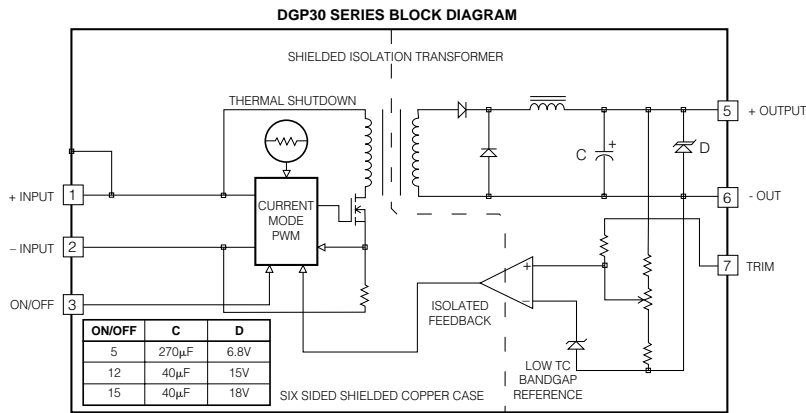 DGP30 SERIES BLOCK DIAGRAM
SHIELDED ISOLATION TRANSFORMER
THERMAL SHUTDOWN
5 + OUTPUT
C +
D
+ INPUT 1
CURRENT
MODE
PWM
6 - OUT
– INPUT 2
+
7 TRIM
–
ON/OFF 3
ISOLATED
FEEDBACK
ON/OFF C D
5 270μF 6.8V
12 40μF 15V
15 40μF 18V
LOW TC
BANDGAP
REFERENCE
SIX SIDED SHIELDED COPPER CASE